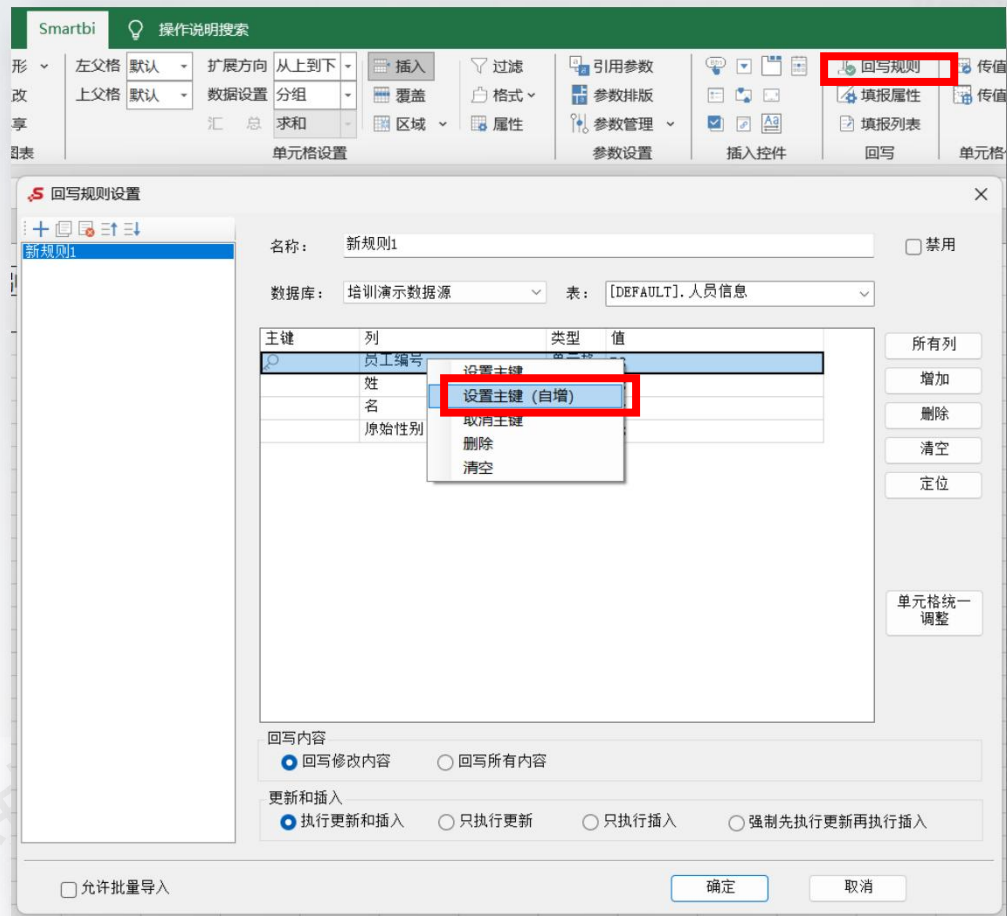 Smartbi 操作说明搜索
形 左父格 默认 扩展方向 从上到下 插入 过滤 引用参数 回写规则 传值
改 上父格 默认 数据设置 分组 覆盖 格式 参数排版 填报属性 传值
享 汇 总 求和 区域 属性 参数管理 填报列表
图表 单元格设置 参数设置 插入控件 回写 单元格
回写规则设置
新规则1
名称: 新规则1 禁用
数据库: 培训演示数据源 表: [DEFAULT].人员信息
主键 列 类型 值
员工编号 单元格
姓
名
原始性别
设置主键
设置主键 (自增)
取消主键
删除
清空
所有列
增加
删除
清空
定位
单元格统一
调整
回写内容
回写修改内容 回写所有内容
更新和插入
执行更新和插入 只执行更新 只执行插入 强制先执行更新再执行插入
允许批量导入 确定 取消